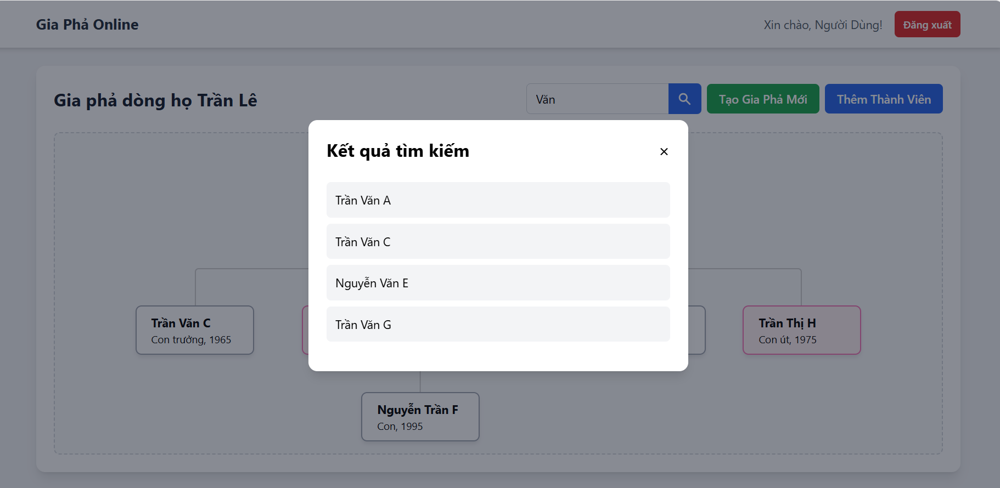 Gia Phả Online
Xin chào, Người Dùng!
Đăng xuất
Gia phả dòng họ Trần Lê
Văn
Tạo Gia Phả Mới
Thêm Thành Viên
Kết quả tìm kiếm
×
Trần Văn A
Trần Văn C
Nguyễn Văn E
Trần Văn G
Trần Văn C
Con trưởng, 1965
Trần Thị H
Con út, 1975
Nguyễn Trần F
Con, 1995